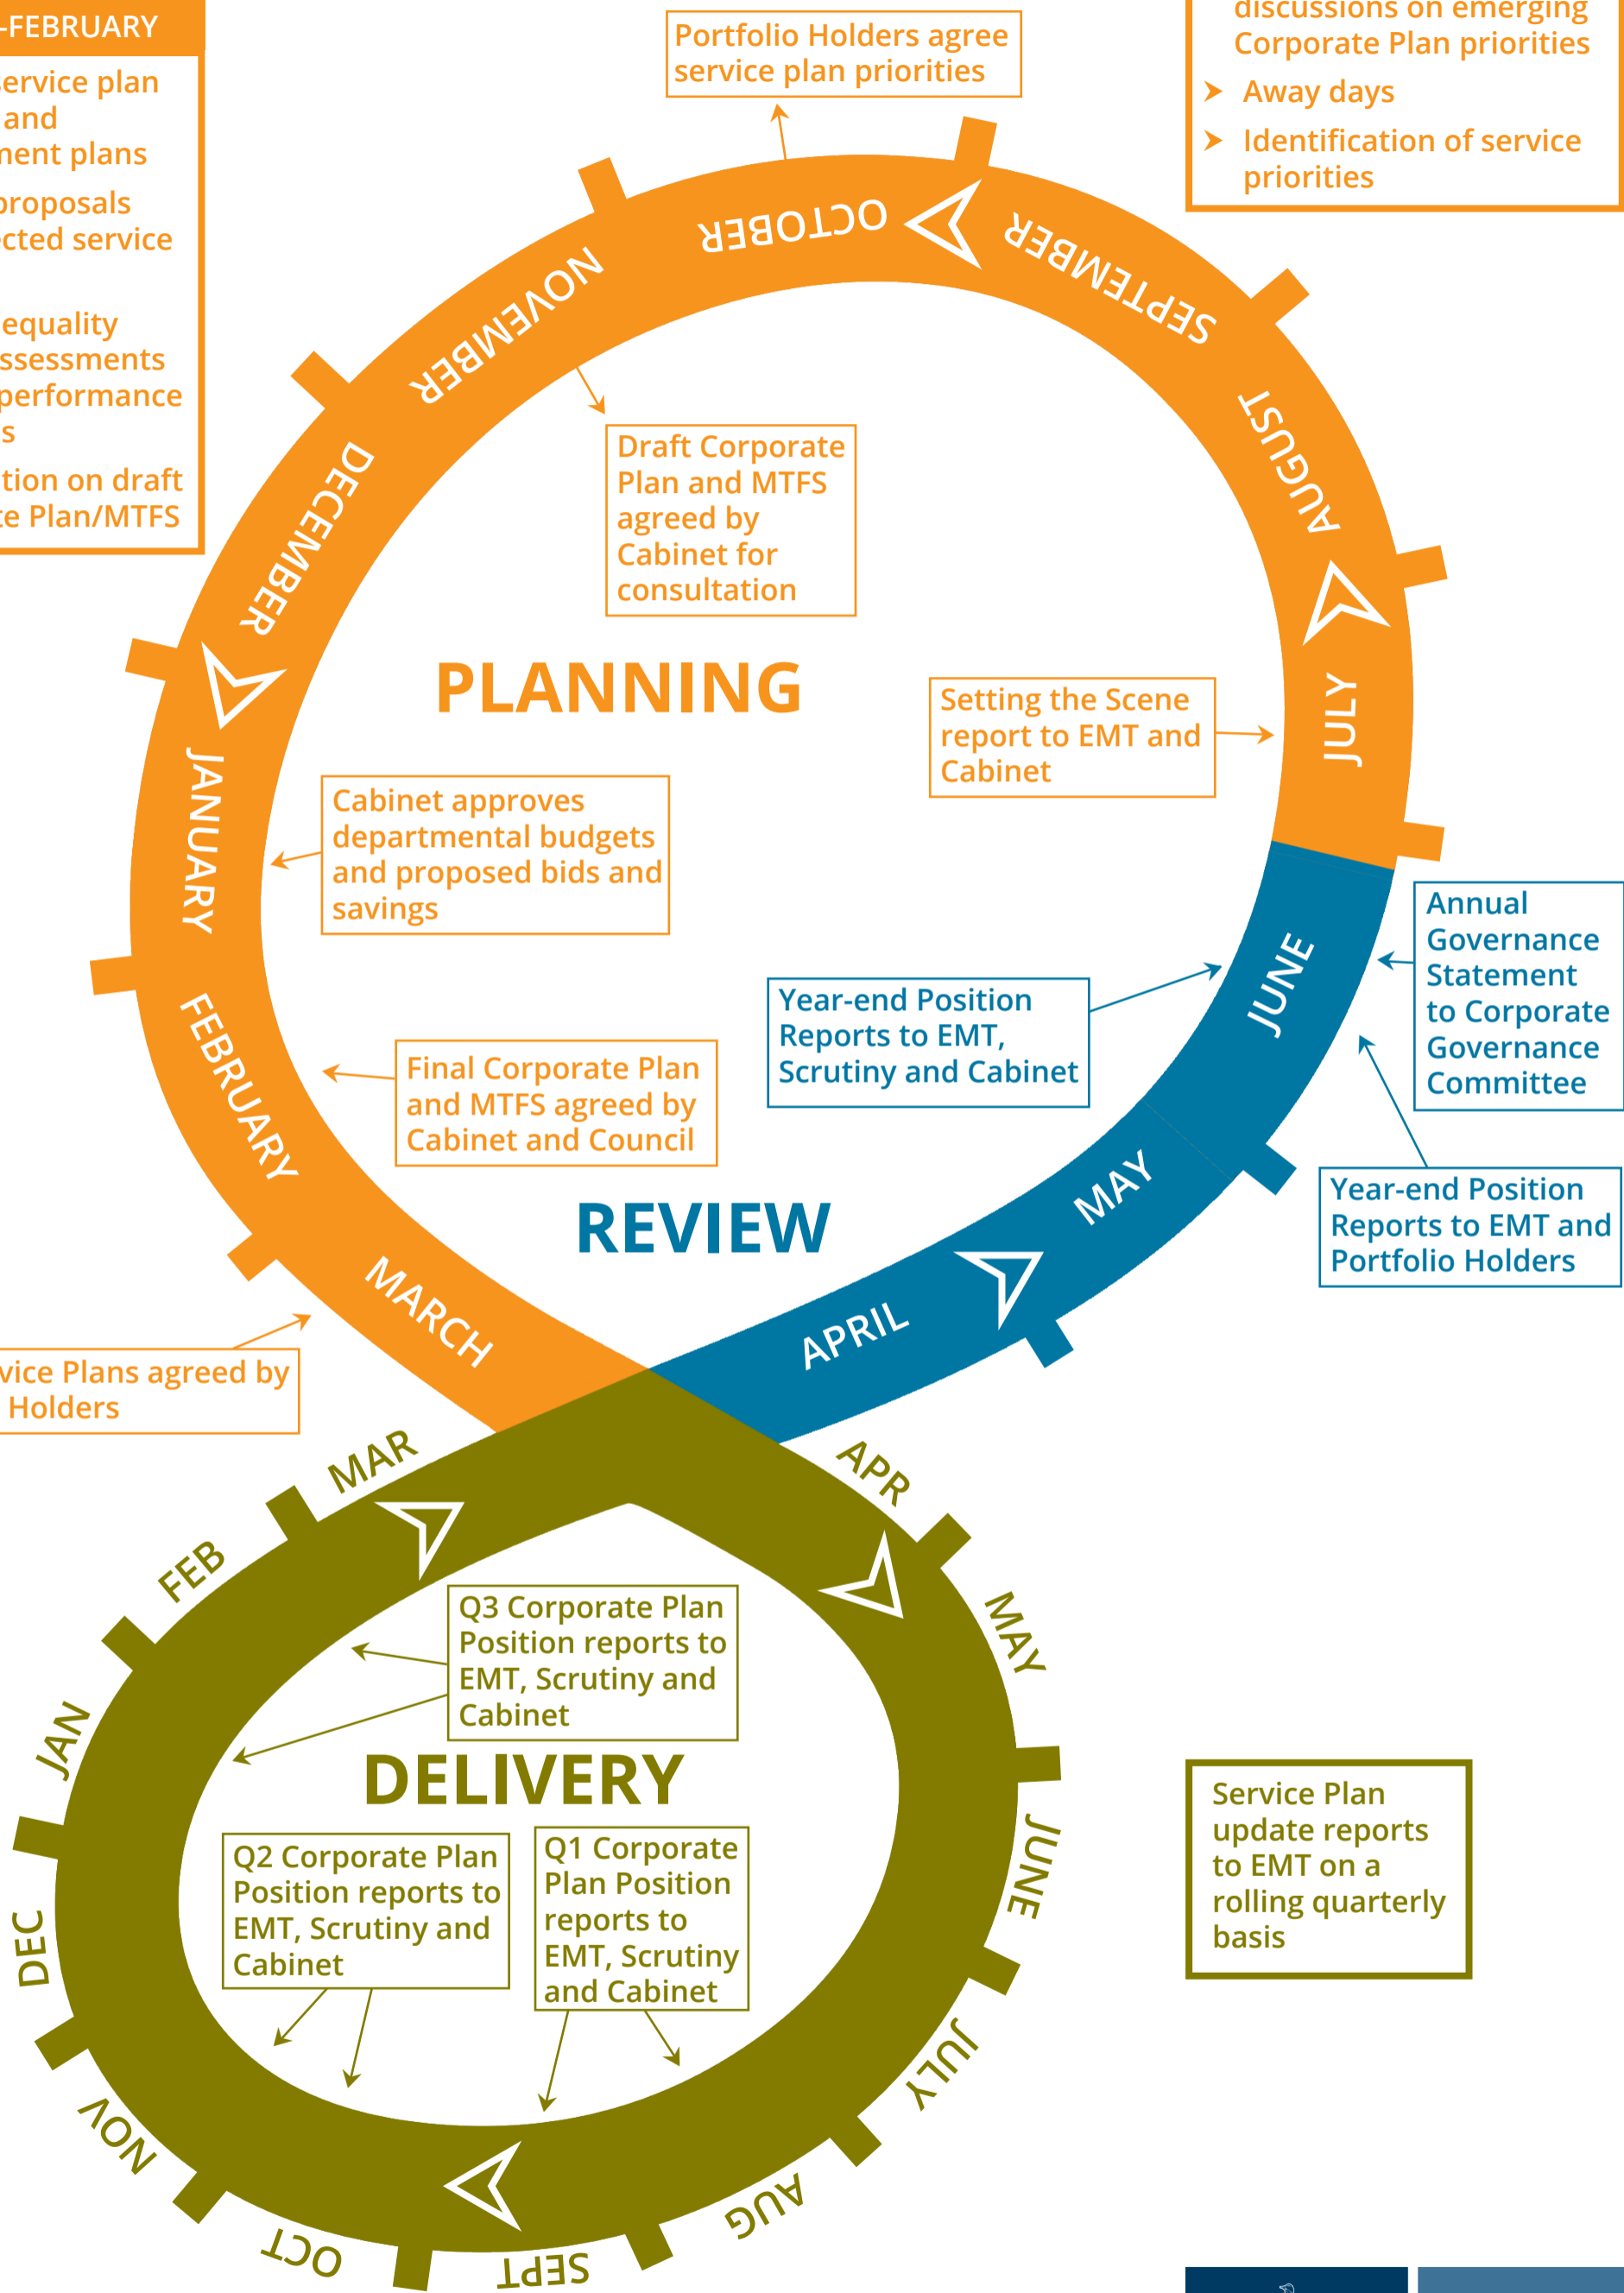 -FEBRUARY
service plan
and
ment plans
proposals
cted service
equality
ssessments
performance
s
tion on draft
te Plan/MTFS
Portfolio Holders agree
service plan priorities
discussions on emerging
Corporate Plan priorities
Away days
Identification of service
priorities
OCTOBER
SEPTEMBER
NOVEMBER
AUGUST
DECEMBER
Draft Corporate
Plan and MTFS
agreed by
Cabinet for
consultation
PLANNING
Setting the Scene
report to EMT and
Cabinet
JULY
JANUARY
Cabinet approves
departmental budgets
and proposed bids and
savings
Annual
Governance
Statement
to Corporate
Governance
Committee
JUNE
Year-end Position
Reports to EMT,
Scrutiny and Cabinet
FEBRUARY
Final Corporate Plan
and MTFS agreed by
Cabinet and Council
REVIEW
MAY
Year-end Position
Reports to EMT and
Portfolio Holders
MARCH
APRIL
vice Plans agreed by
Holders
MAR
APR
FEB
MAY
Q3 Corporate Plan
Position reports to
EMT, Scrutiny and
Cabinet
JAN
DELIVERY
JUNE
Service Plan
update reports
to EMT on a
rolling quarterly
basis
Q2 Corporate Plan
Position reports to
EMT, Scrutiny and
Cabinet
Q1 Corporate
Plan Position
reports to
EMT, Scrutiny
and Cabinet
DEC
JULY
NOV
AUG
OCT
SEPT